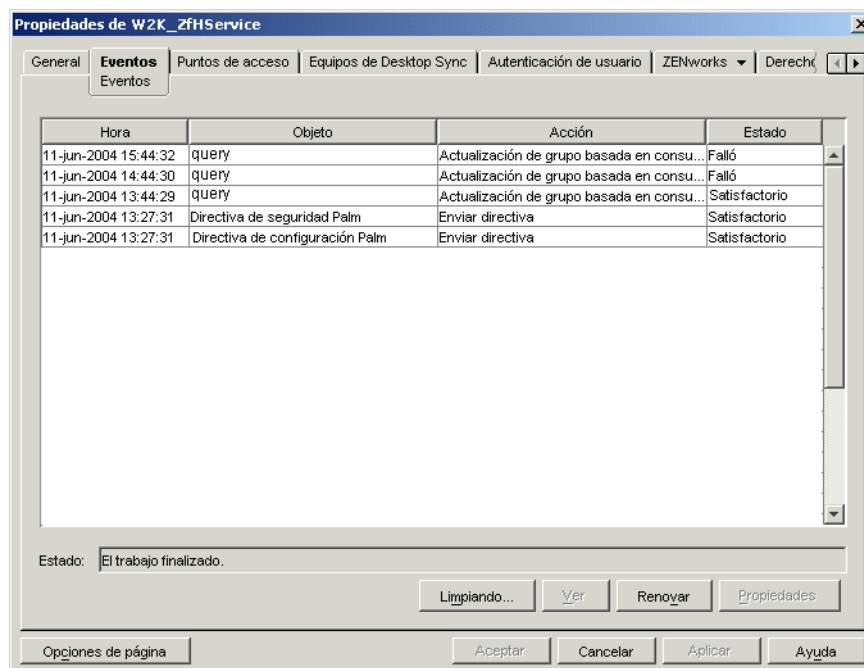 Propiedades de W2K_ZfHService
General Eventos Puntos de acceso Equipos de Desktop Sync Autenticación de usuario ZENworks
Eventos
Hora Objeto Acción Estado
11-jun-2004 15:44:32 query Actualización de grupo basada en consu... Falló
11-jun-2004 14:44:30 query Actualización de grupo basada en consu... Falló
11-jun-2004 13:44:29 query Actualización de grupo basada en consu... Satisfactorio
11-jun-2004 13:27:31 Directiva de seguridad Palm Enviar directiva Satisfactorio
11-jun-2004 13:27:31 Directiva de configuración Palm Enviar directiva Satisfactorio
Estado: El trabajo finalizado.
Limpiando... Ver Renovar Propiedades
Opciones de página Aceptar Cancelar Aplicar Ayuda